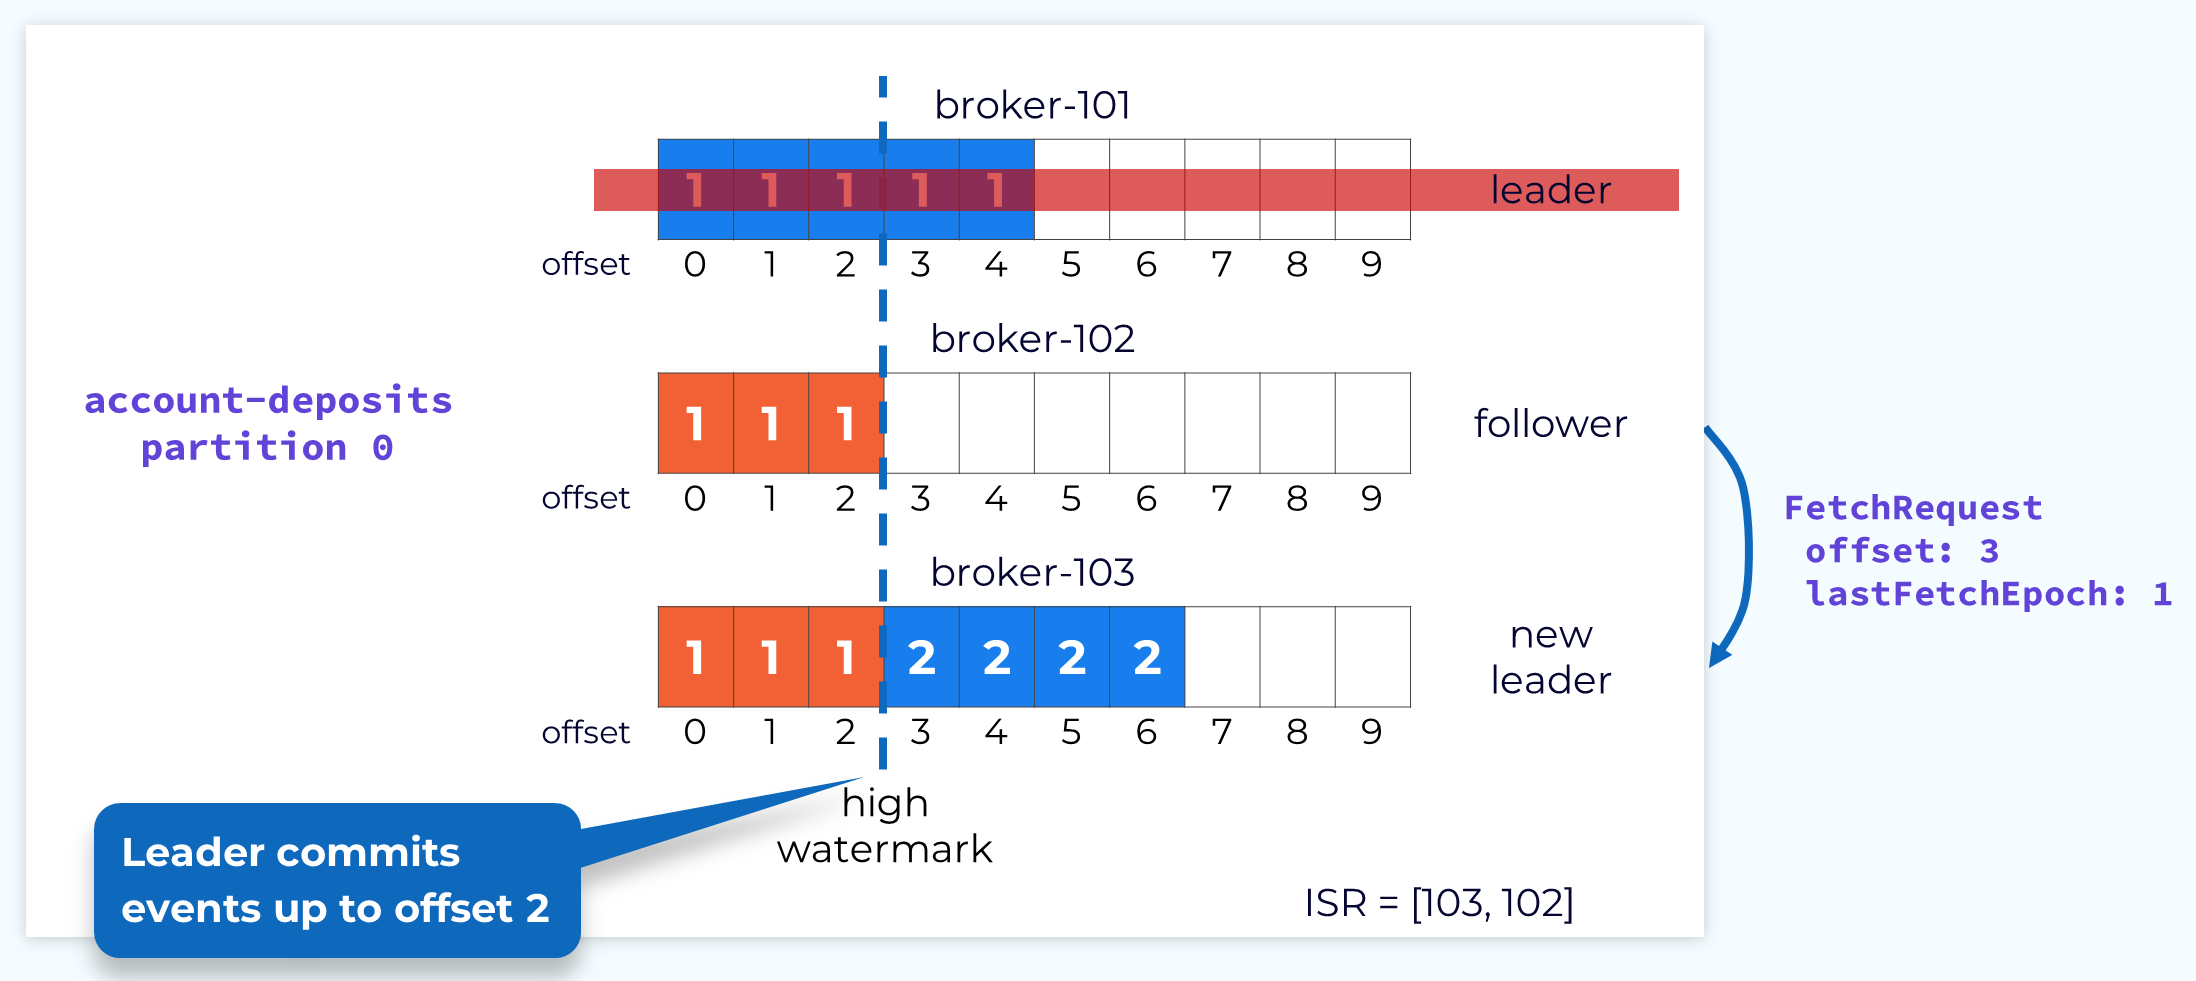 broker-101
1 1 1 1 1
leader
offset 0 1 2 3 4 5 6 7 8 9
broker-102
account-deposits
partition 0
1 1 1
follower
offset 0 1 2 3 4 5 6 7 8 9
FetchRequest
offset: 3
lastFetchEpoch: 1
broker-103
1 1 1 2 2 2 2
new
leader
offset 0 1 2 3 4 5 6 7 8 9
high
watermark
Leader commits
events up to offset 2
ISR = [103, 102]